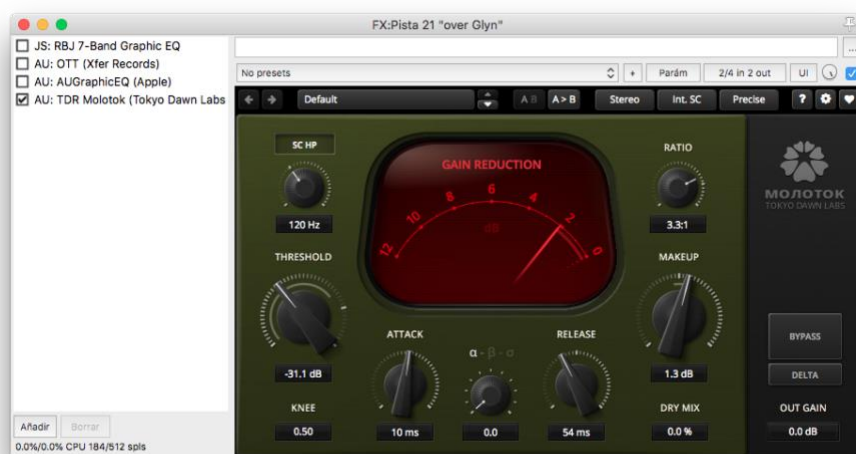 FX:Pista 21 "over Glyn"
JS: RBJ 7-Band Graphic EQ
AU: OTT (Xfer Records)
AU: AUGraphicEQ (Apple)
AU: TDR Molotok (Tokyo Dawn Labs
Añadir Borrar
0.0%/0.0% CPU 184/512 spls
...
No presets + Parám 2/4 in 2 out UI
Default A B A > B Stereo Int. SC Precise ?
SC HP
120 Hz
THRESHOLD
-31.1 dB
KNEE
0.50
GAIN REDUCTION
12 10 8 6 4 2 0
dB
ATTACK
10 ms
α - β - σ
0.0
RELEASE
54 ms
RATIO
3.3:1
MAKEUP
1.3 dB
DRY MIX
0.0 %
МОЛОТОК
TOKYO DAWN LABS
BYPASS
DELTA
OUT GAIN
0.0 dB